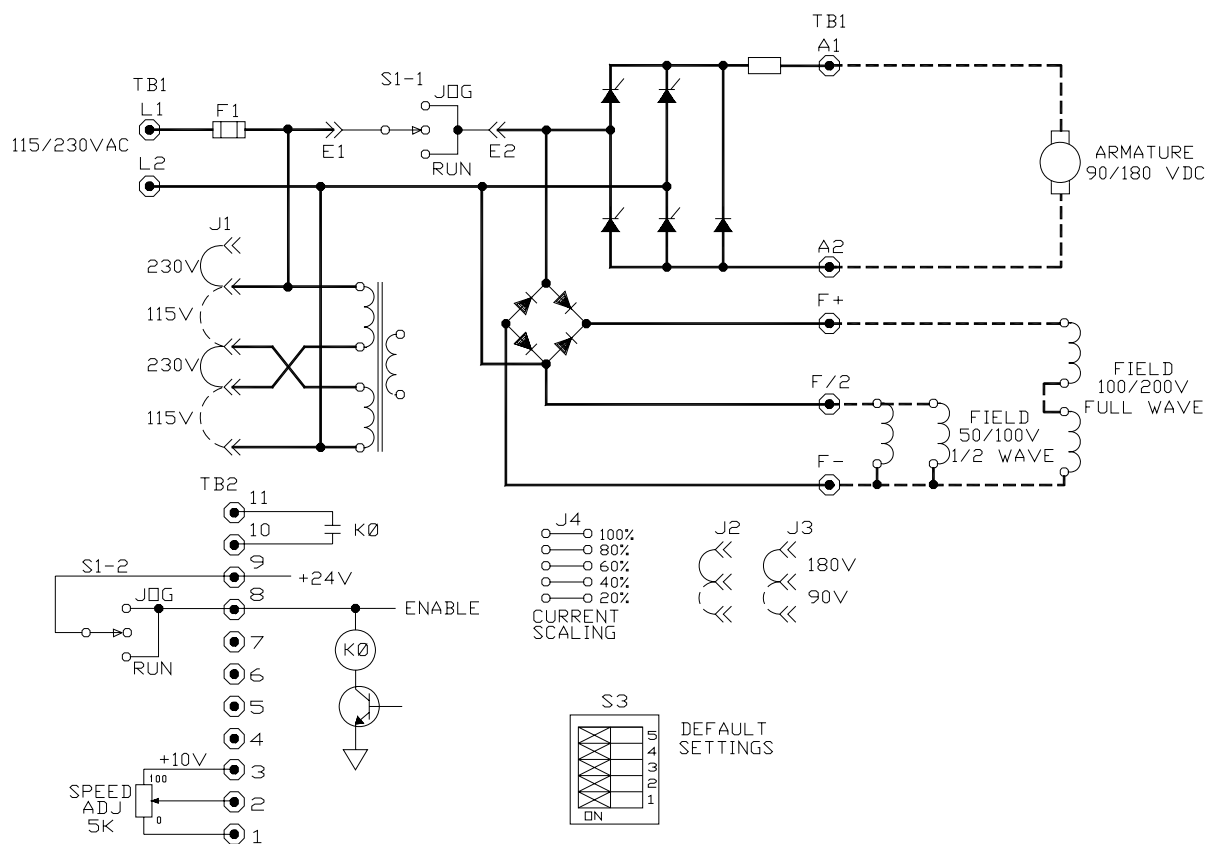 TB1
TB1
A1
S1-1
JOG
L1
F1
115/230VAC
E1
E2
L2
RUN
ARMATURE
90/180 VDC
J1
230V
115V
230V
115V
A2
F+
F/2
F-
FIELD
100/200V
FULL WAVE
FIELD
50/100V
1/2 WAVE
TB2
11
10
K0
9
+24V
S1-2
JOG
8
ENABLE
RUN
7
K0
6
5
4
+10V
3
100
SPEED
ADJ
5K
2
0
1
J4
100%
80%
60%
40%
20%
CURRENT
SCALING
J2
J3
180V
90V
S3
5
4
3
2
1
ON
DEFAULT
SETTINGS